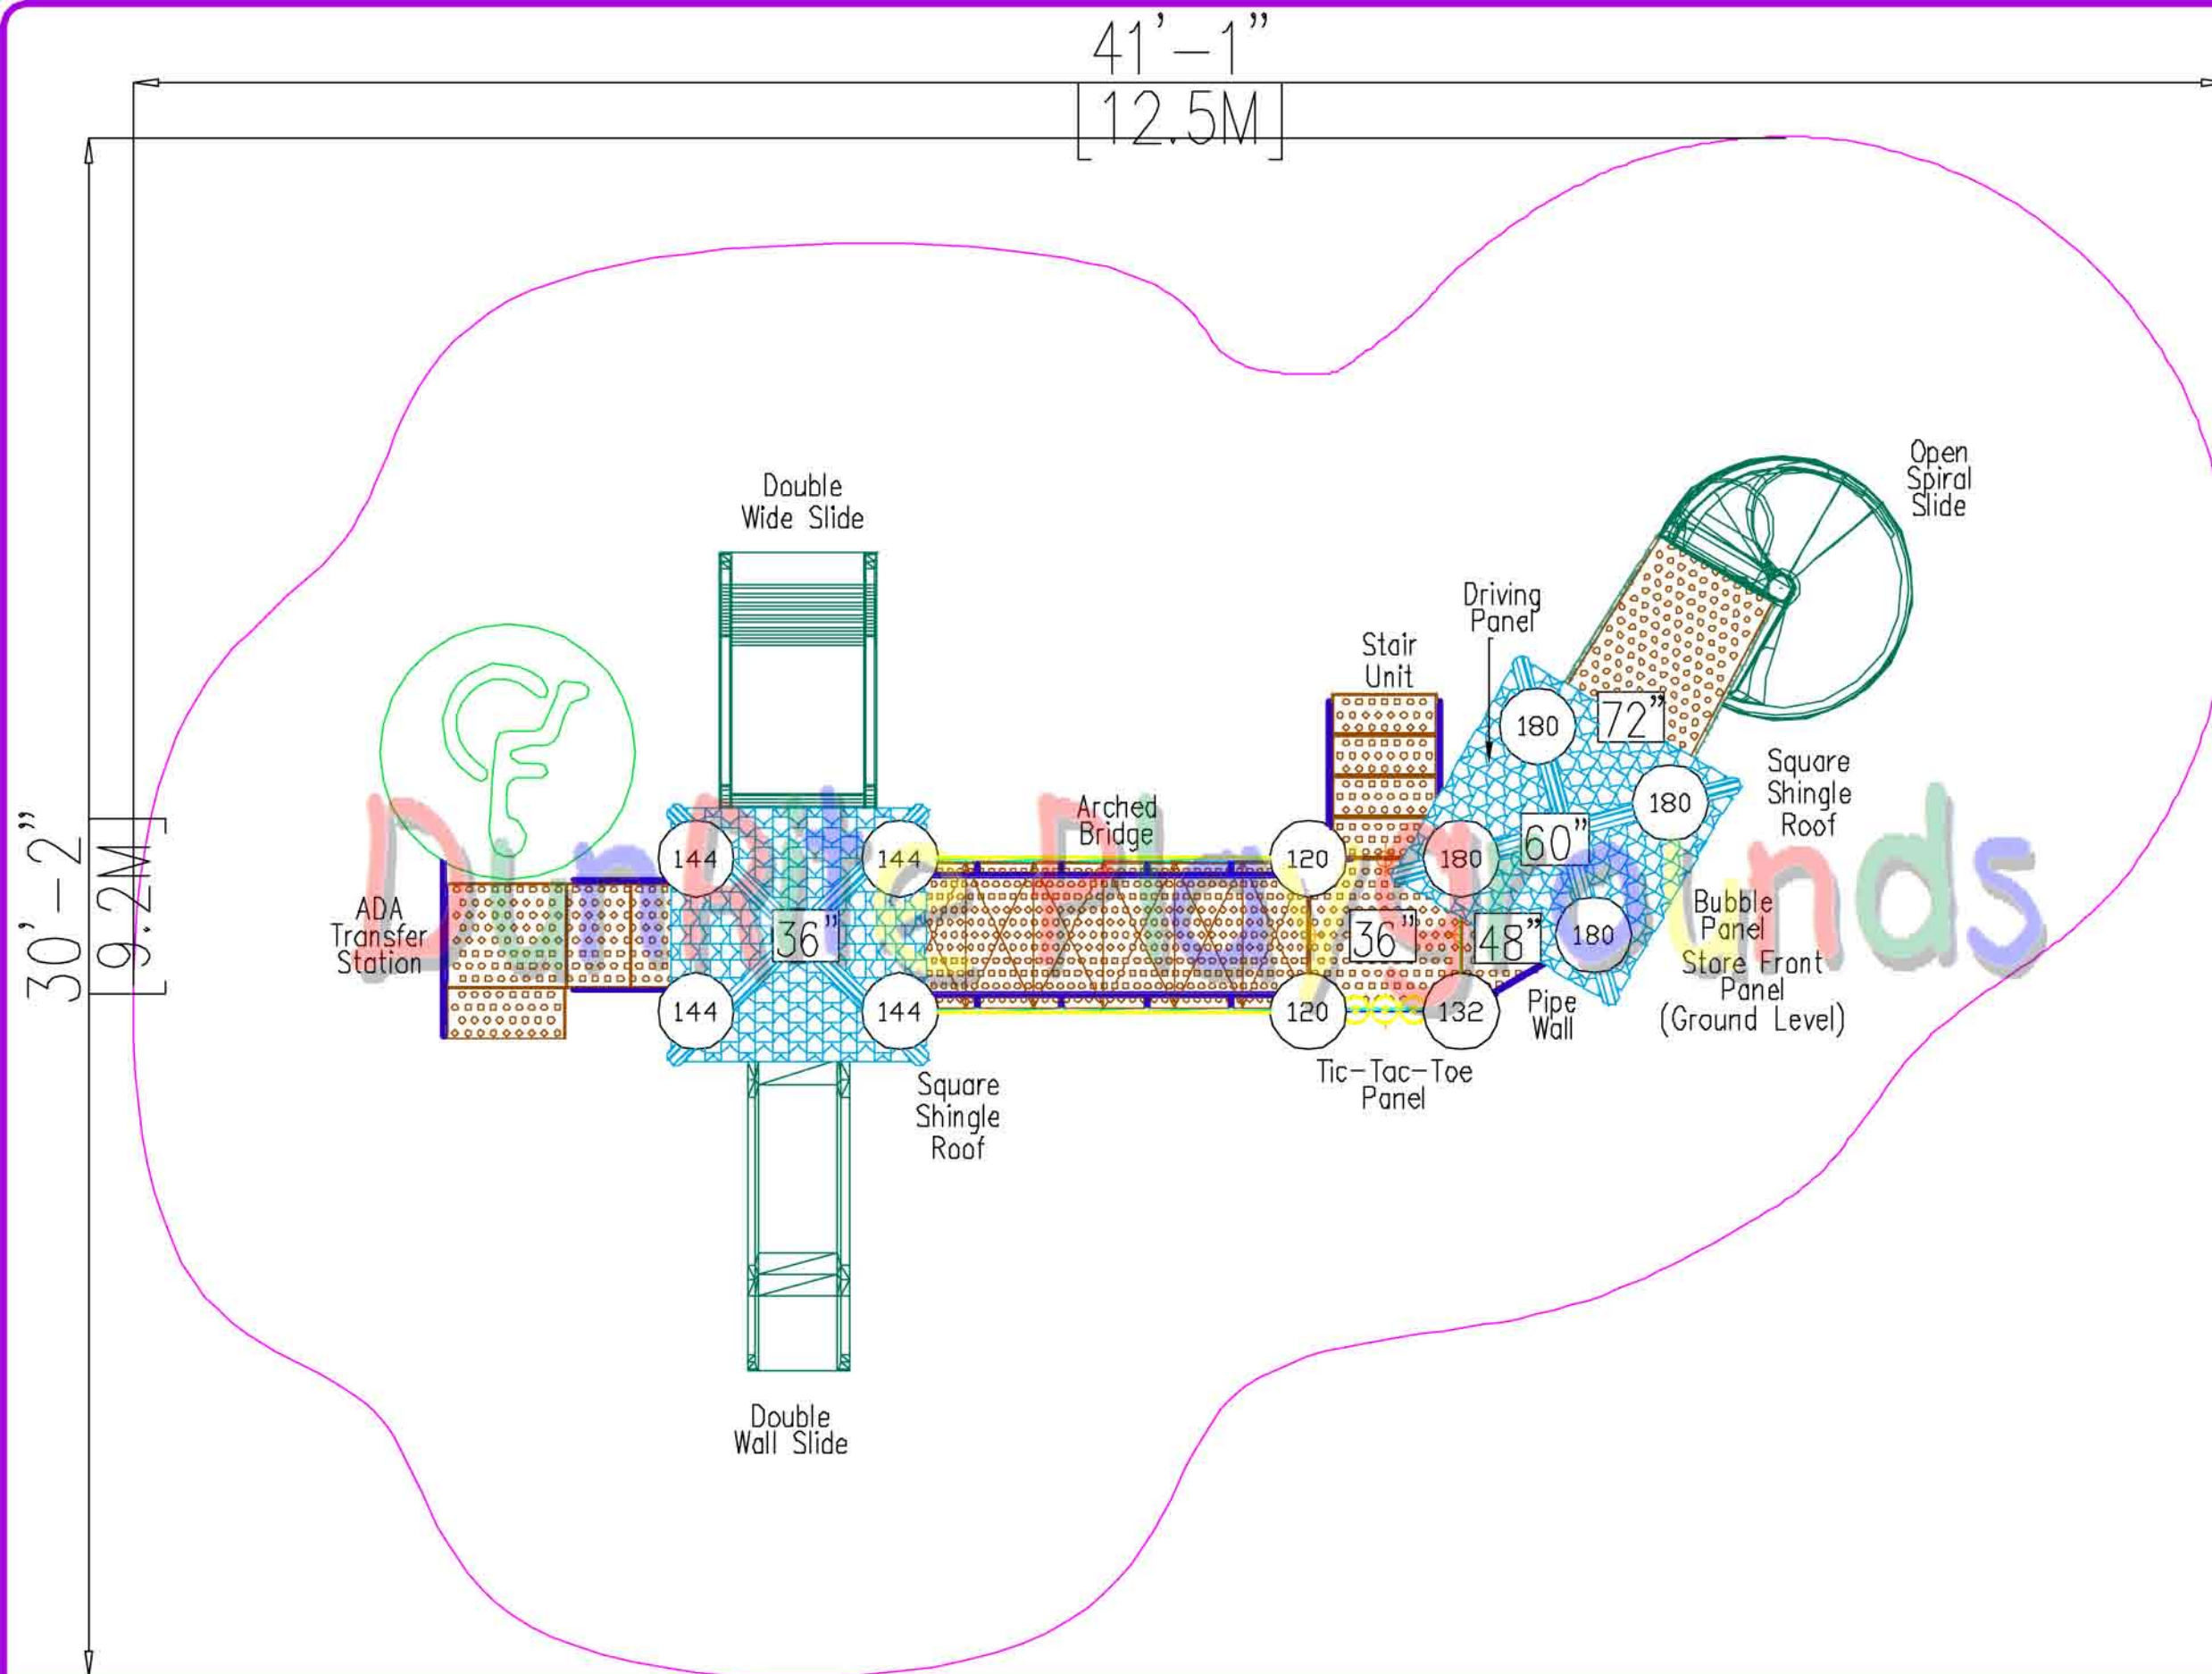 41'-1"
[12.5M]
30'-2"
[9.2M]
Open
Spiral
Slide
Double
Wide Slide
Driving
Panel
Stair
Unit
180
72"
Square
Shingle
Roof
180
Arched
Bridge
60"
144
144
120
180
DunRite Playgrounds
ADA
Transfer
Station
36"
36"
48"
180
Bubble
Panel
Store Front
Panel
(Ground Level)
144
144
120
132
Pipe
Wall
Tic-Tac-Toe
Panel
Square
Shingle
Roof
Double
Wall Slide